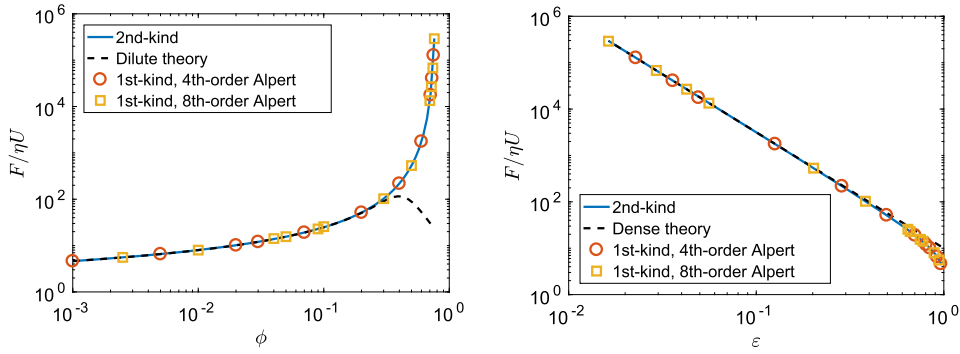 F/ηU
10^6
10^4
10^2
10^0
2nd-kind
Dilute theory
1st-kind, 4th-order Alpert
1st-kind, 8th-order Alpert
10^-3
10^-2
10^-1
10^0
ϕ
F/ηU
10^6
10^4
10^2
10^0
2nd-kind
Dense theory
1st-kind, 4th-order Alpert
1st-kind, 8th-order Alpert
10^-2
10^-1
10^0
ε